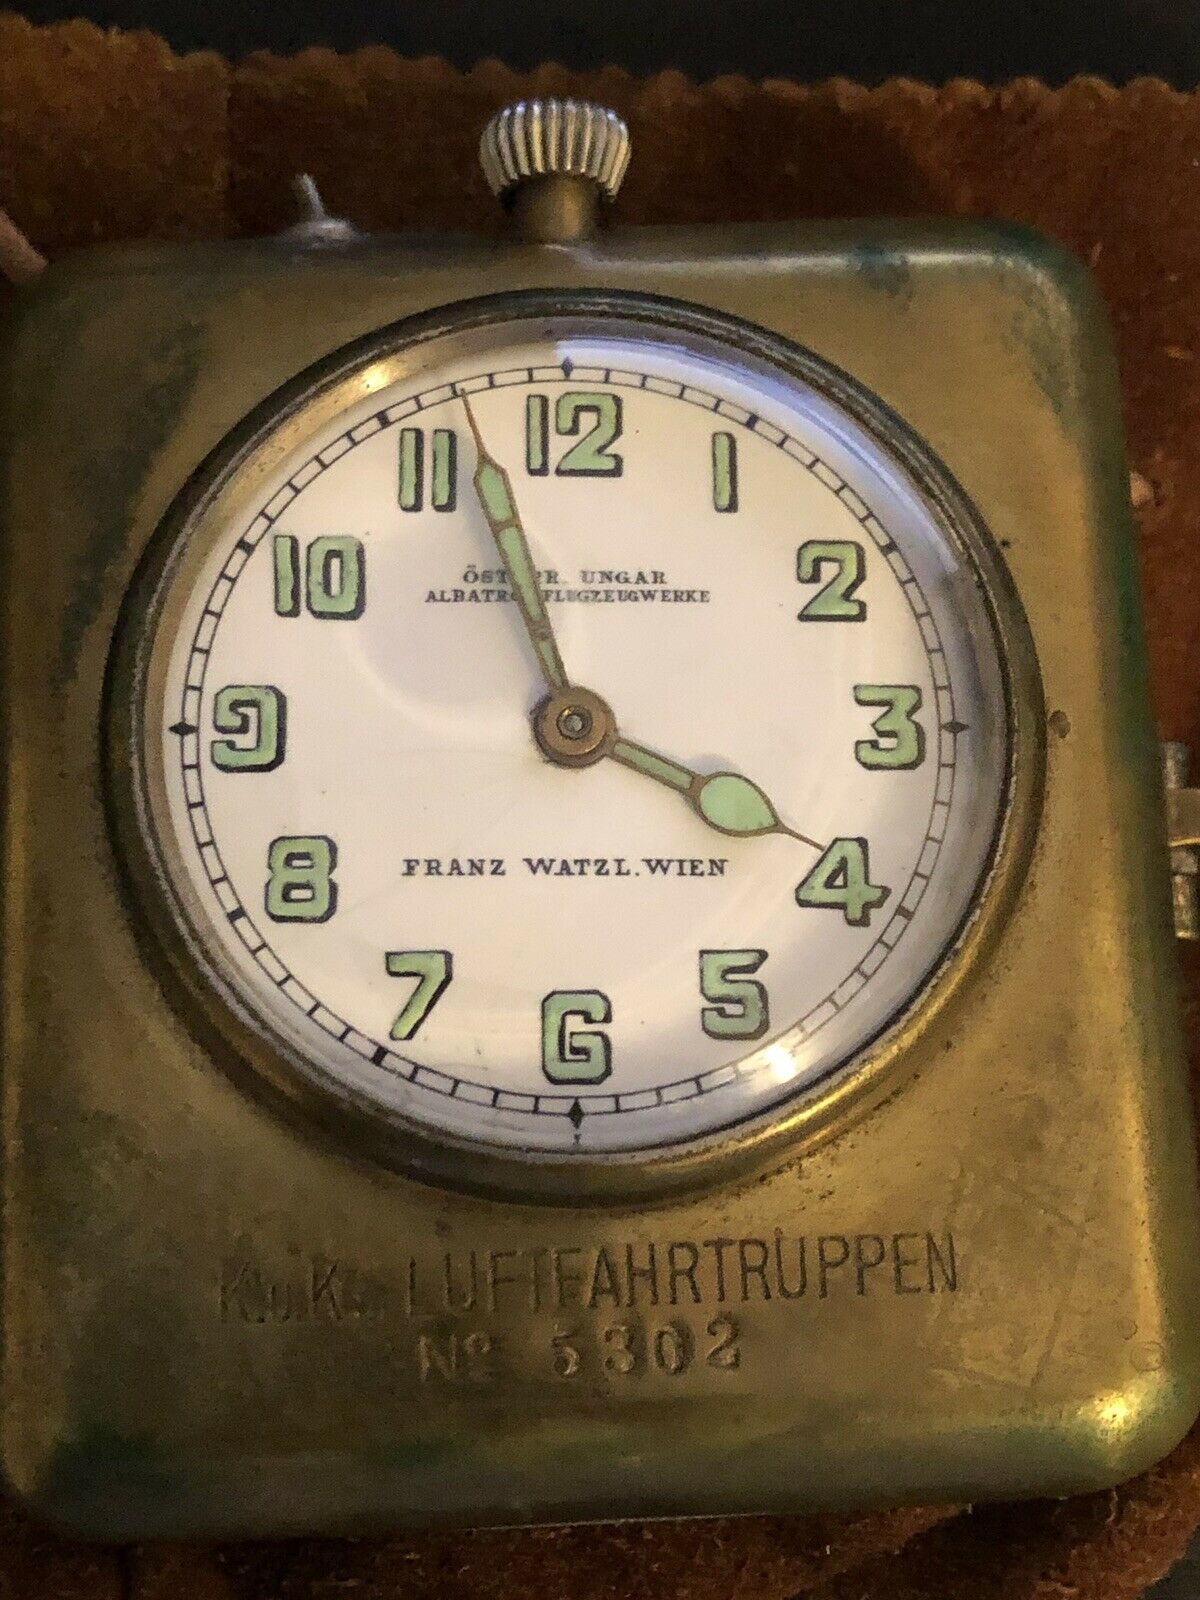 12
1
2
3
4
5
6
7
8
9
10
11
UNGAR
FLUGZEUGWERKE
FRANZ WATZL. WIEN
K.u.K. LUFTFAHRTRUPPEN
No 5302